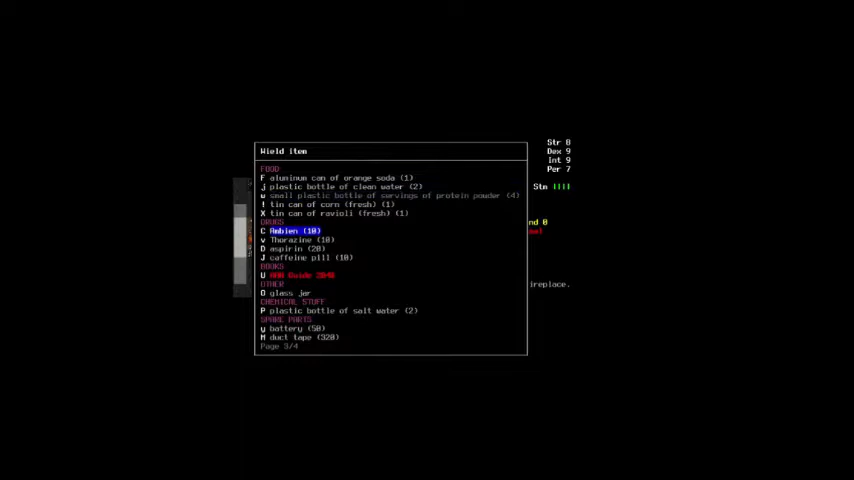 Wield item
FOOD
F aluminum can of orange soda (1)
j plastic bottle of clean water (2)
w small plastic bottle of servings of protein powder (4)
! tin can of corn (fresh) (1)
X tin can of ravioli (fresh) (1)
DRUGS
C Ambien (10)
v Thorazine (10)
D aspirin (20)
J caffeine pill (10)
BOOKS
U AAA Guide
OTHER
O glass jar
CHEMICAL STUFF
P plastic bottle of salt water (2)
SPARE PARTS
y battery (50)
M duct tape (320)
Page 3/4
Str 8
Dex 9
Int 9
Per 7
Stm ||||
nd 0
ireplace.